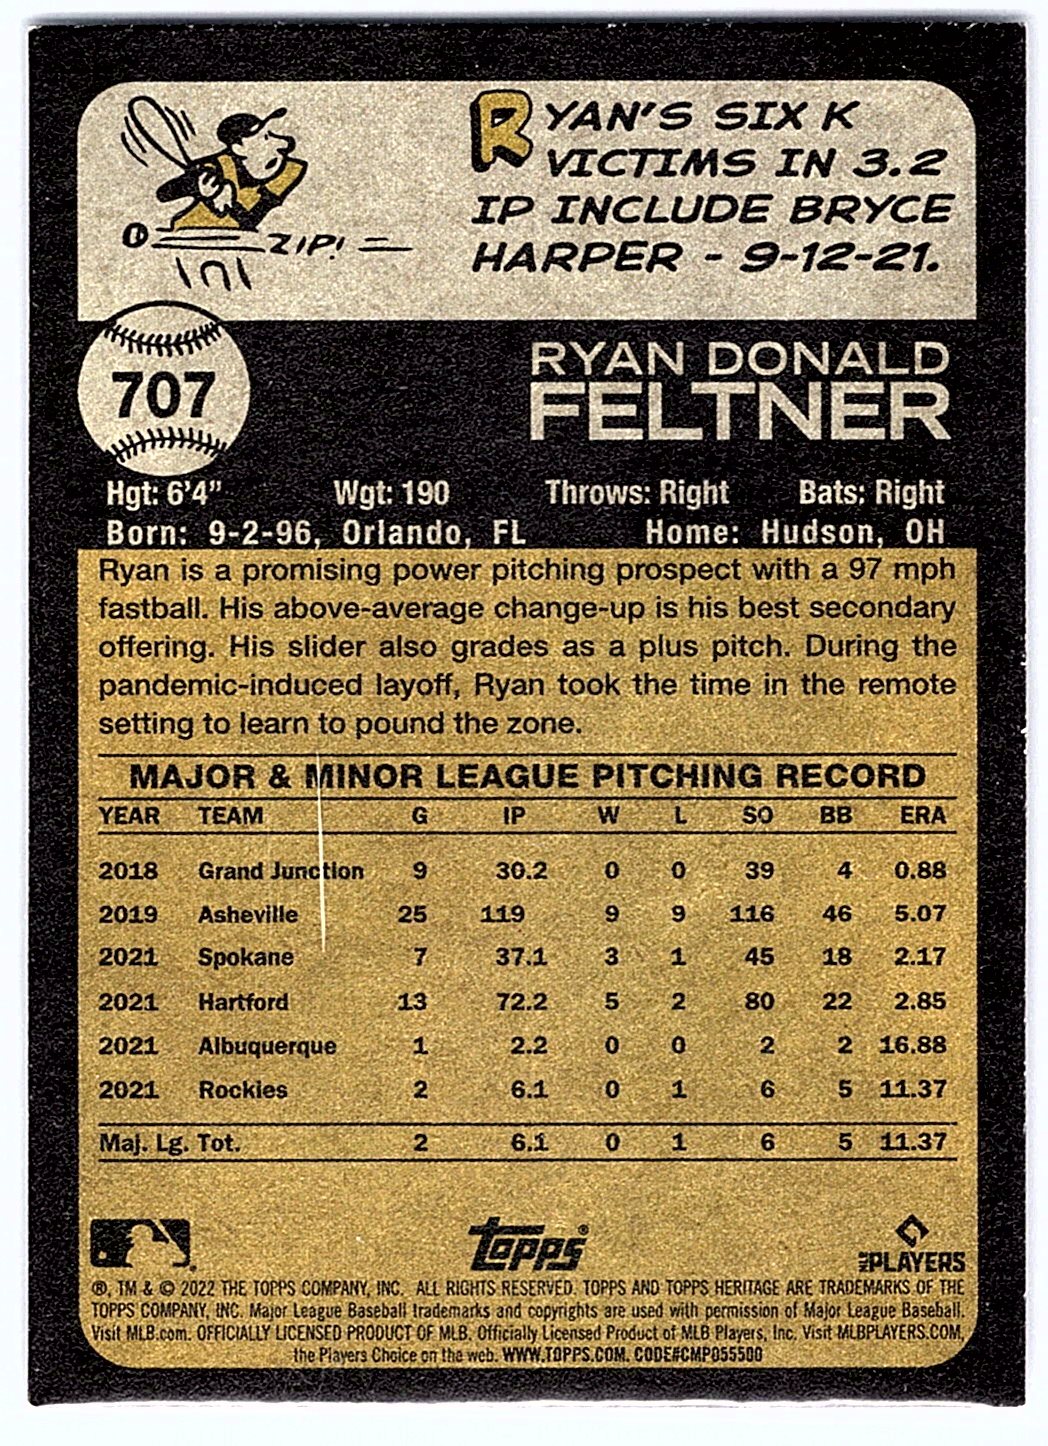 RYAN'S SIX K
VICTIMS IN 3.2
IP INCLUDE BRYCE
HARPER - 9-12-21.
ZIP!
707
RYAN DONALD
FELTNER
Hgt: 6'4" Wgt: 190 Throws: Right Bats: Right
Born: 9-2-96, Orlando, FL Home: Hudson, OH
Ryan is a promising power pitching prospect with a 97 mph
fastball. His above-average change-up is his best secondary
offering. His slider also grades as a plus pitch. During the
pandemic-induced layoff, Ryan took the time in the remote
setting to learn to pound the zone.
MAJOR & MINOR LEAGUE PITCHING RECORD
YEAR TEAM G IP W L SO BB ERA
2018 Grand Junction 9 30.2 0 0 39 4 0.88
2019 Asheville 25 119 9 9 116 46 5.07
2021 Spokane 7 37.1 3 1 45 18 2.17
2021 Hartford 13 72.2 5 2 80 22 2.85
2021 Albuquerque 1 2.2 0 0 2 2 16.88
2021 Rockies 2 6.1 0 1 6 5 11.37
Maj. Lg. Tot. 2 6.1 0 1 6 5 11.37
Topps® PLAYERS
®, TM & © 2022 THE TOPPS COMPANY, INC. ALL RIGHTS RESERVED. TOPPS AND TOPPS HERITAGE ARE TRADEMARKS OF THE
TOPPS COMPANY, INC. Major League Baseball trademarks and copyrights are used with permission of Major League Baseball.
Visit MLB.com. OFFICIALLY LICENSED PRODUCT OF MLB. Officially Licensed Product of MLB Players, Inc. Visit MLBPLAYERS.COM,
the Players Choice on the web. WWW.TOPPS.COM. CODE#CMP055500